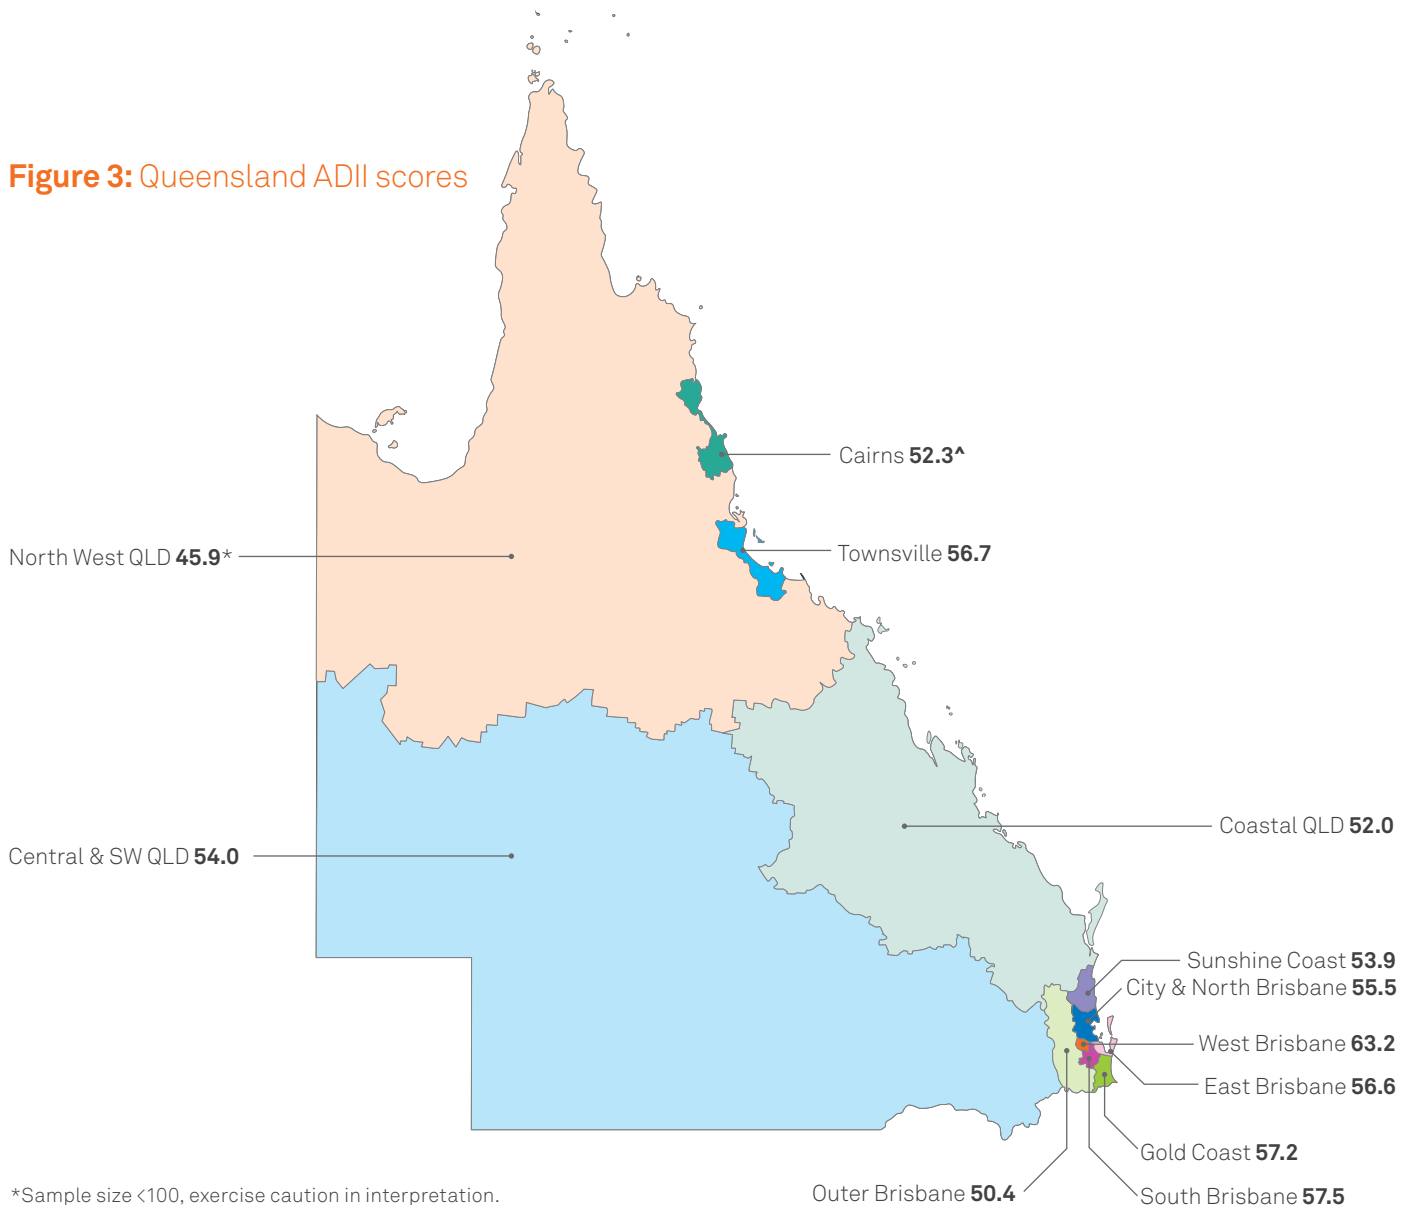 Figure 3: Queensland ADII scores
Cairns 52.3^
North West QLD 45.9*
Townsville 56.7
Coastal QLD 52.0
Central & SW QLD 54.0
Sunshine Coast 53.9
City & North Brisbane 55.5
West Brisbane 63.2
East Brisbane 56.6
Gold Coast 57.2
Outer Brisbane 50.4
South Brisbane 57.5
*Sample size <100, exercise caution in interpretation.